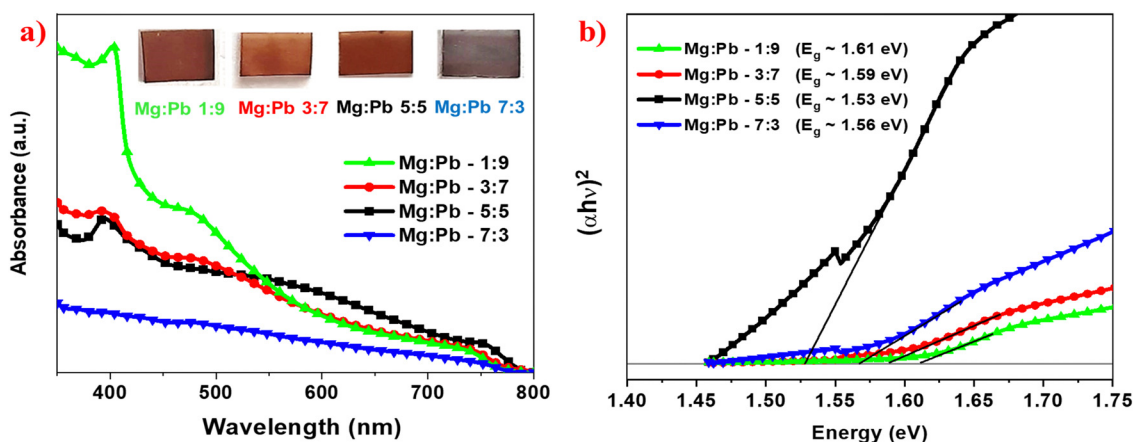 a)
Mg:Pb 1:9 Mg:Pb 3:7 Mg:Pb 5:5 Mg:Pb 7:3
Mg:Pb - 1:9
Mg:Pb - 3:7
Mg:Pb - 5:5
Mg:Pb - 7:3
Absorbance (a.u.)
400 500 600 700 800
Wavelength (nm)
b)
Mg:Pb - 1:9 (Eg ~ 1.61 eV)
Mg:Pb - 3:7 (Eg ~ 1.59 eV)
Mg:Pb - 5:5 (Eg ~ 1.53 eV)
Mg:Pb - 7:3 (Eg ~ 1.56 eV)
(αhν)²
1.40 1.45 1.50 1.55 1.60 1.65 1.70 1.75
Energy (eV)